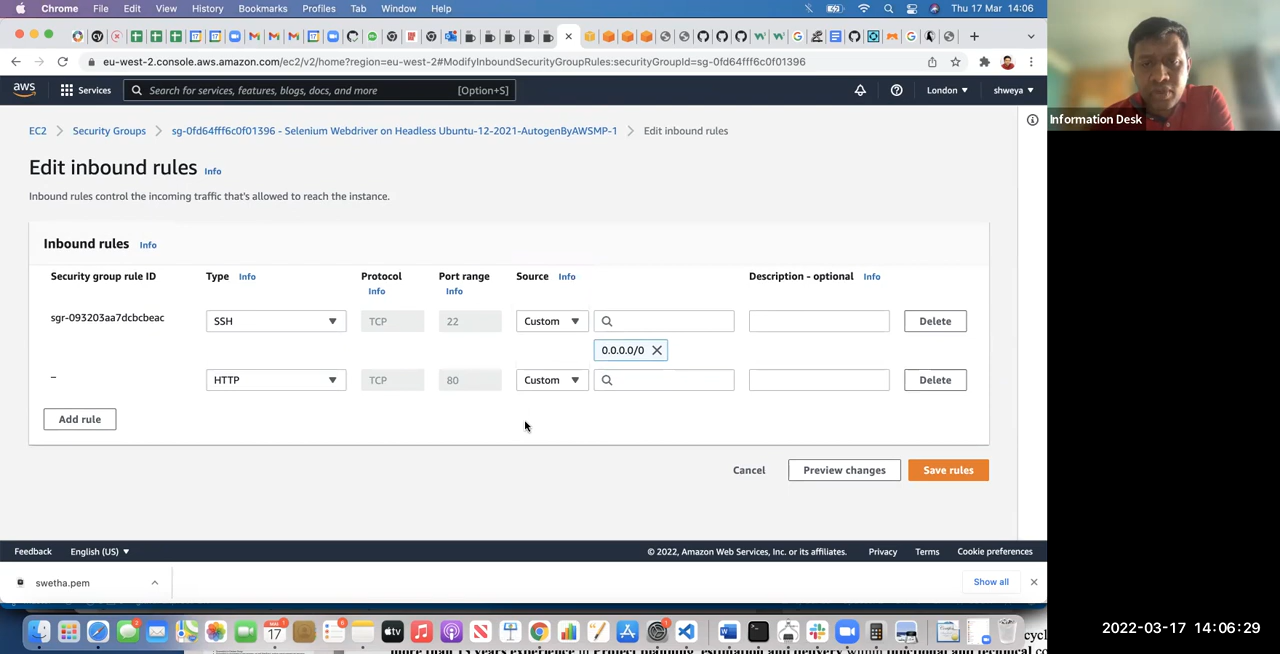 Chrome File Edit View History Bookmarks Profiles Tab Window Help Thu 17 Mar 14:06
eu-west-2.console.aws.amazon.com/ec2/v2/home?region=eu-west-2#ModifyInboundSecurityGroupRules:securityGroupId=sg-0fd64fff6c0f01396
aws Services Search for services, features, blogs, docs, and more [Option+S] London shweya
Information Desk
EC2 Security Groups sg-0fd64fff6c0f01396 - Selenium Webdriver on Headless Ubuntu-12-2021-AutogenByAWSMP-1 Edit inbound rules
Edit inbound rules Info
Inbound rules control the incoming traffic that's allowed to reach the instance.
Inbound rules Info
Security group rule ID Type Info Protocol Info Port range Info Source Info Description - optional Info
sgr-093203aa7dcbcbeac SSH TCP 22 Custom Delete
0.0.0.0/0
– HTTP TCP 80 Custom Delete
Add rule
Cancel Preview changes Save rules
Feedback English (US) © 2022, Amazon Web Services, Inc. or its affiliates. Privacy Terms Cookie preferences
swetha.pem Show all
2022-03-17 14:06:29